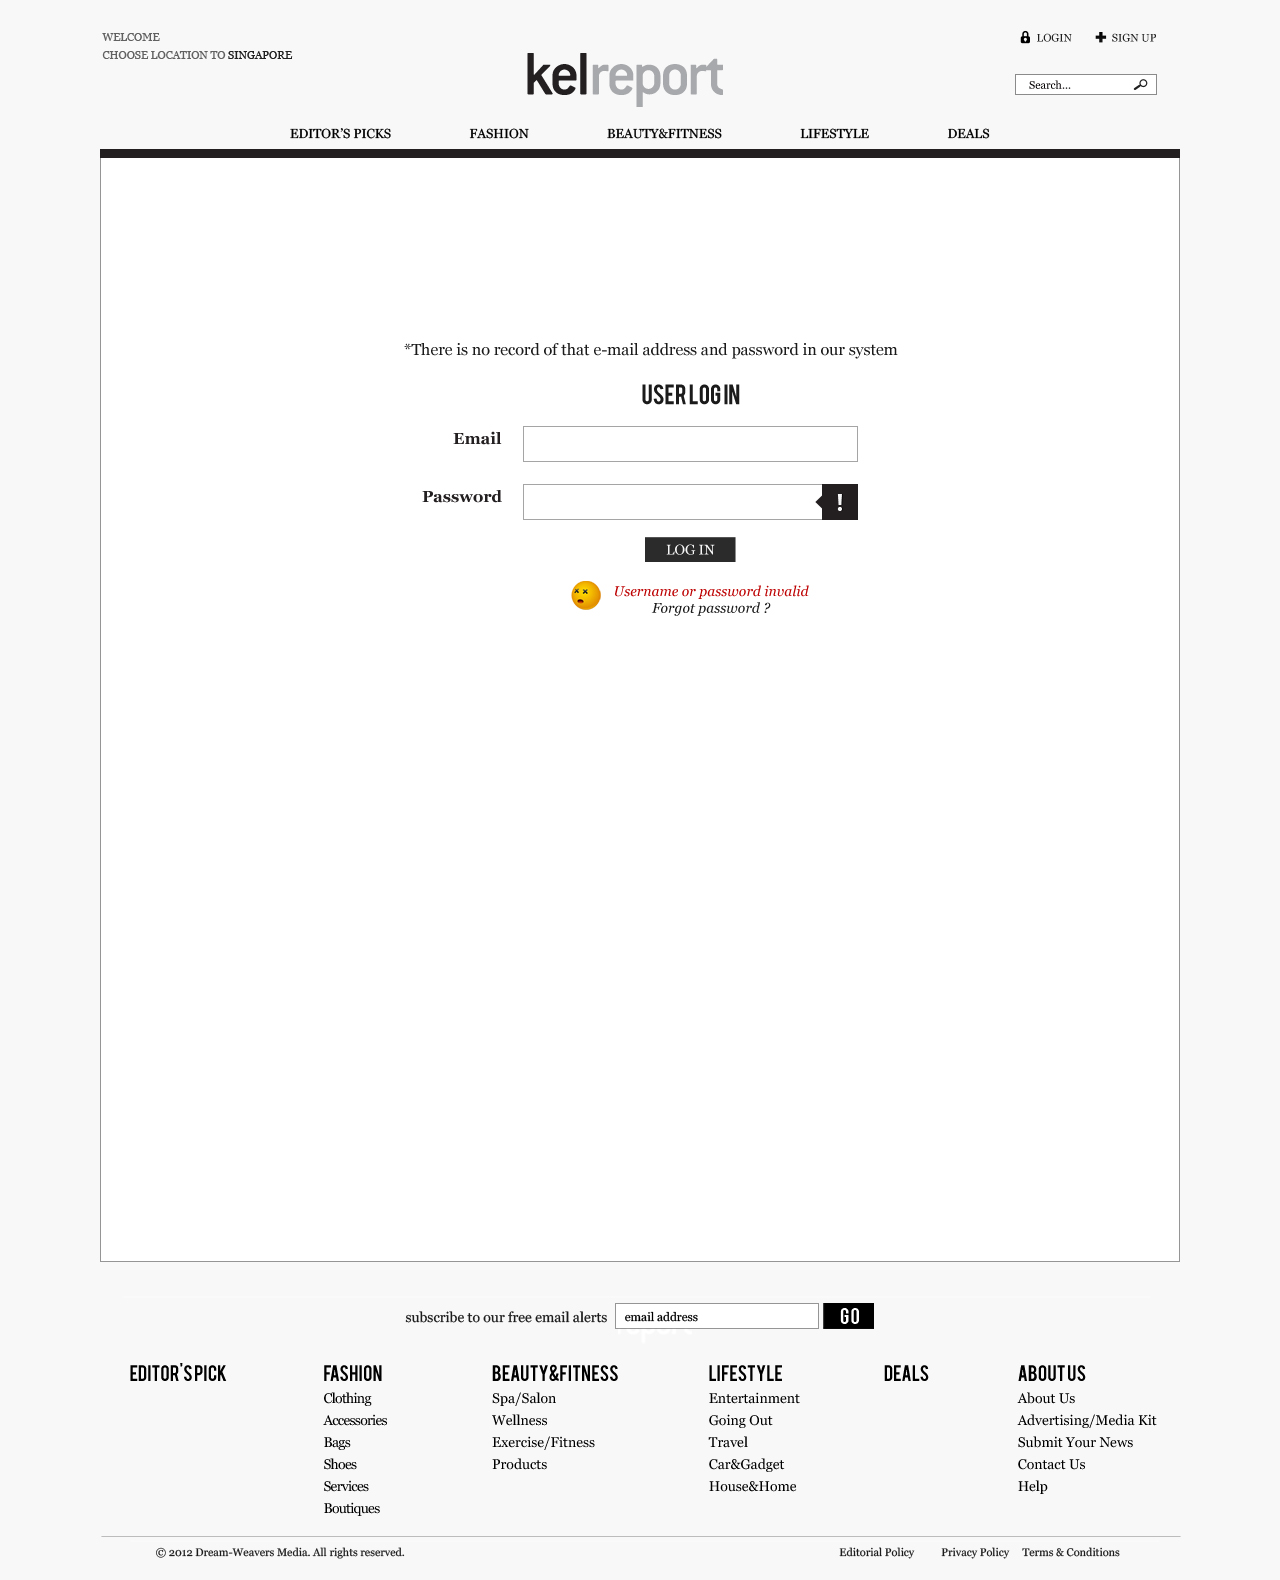 WELCOME
CHOOSE LOCATION TO SINGAPORE
LOGIN
SIGN UP
kelreport
Search...
EDITOR'S PICKS
FASHION
BEAUTY&FITNESS
LIFESTYLE
DEALS
*There is no record of that e-mail address and password in our system
USER LOG IN
Email
Password
!
LOG IN
Username or password invalid
Forgot password ?
subscribe to our free email alerts
email address
GO
report
EDITOR'S PICK
FASHION
Clothing
Accessories
Bags
Shoes
Services
Boutiques
BEAUTY&FITNESS
Spa/Salon
Wellness
Exercise/Fitness
Products
LIFESTYLE
Entertainment
Going Out
Travel
Car&Gadget
House&Home
DEALS
ABOUT US
About Us
Advertising/Media Kit
Submit Your News
Contact Us
Help
© 2012 Dream-Weavers Media. All rights reserved.
Editorial Policy
Privacy Policy
Terms & Conditions